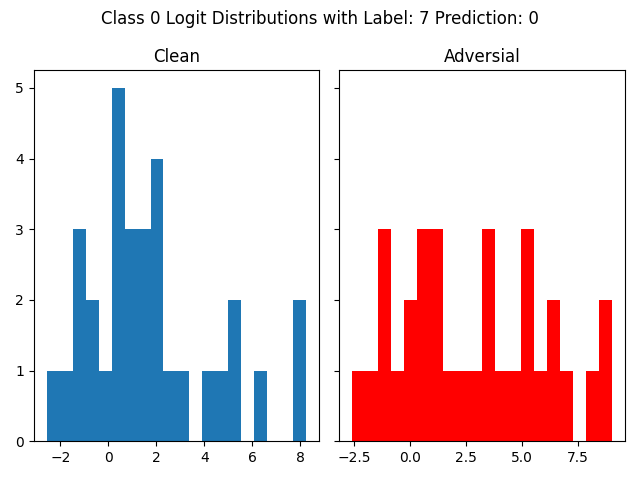 Class 0 Logit Distributions with Label: 7 Prediction: 0
Clean
Adversial
5
4
3
2
1
0
−2 0 2 4 6 8
−2.5 0.0 2.5 5.0 7.5